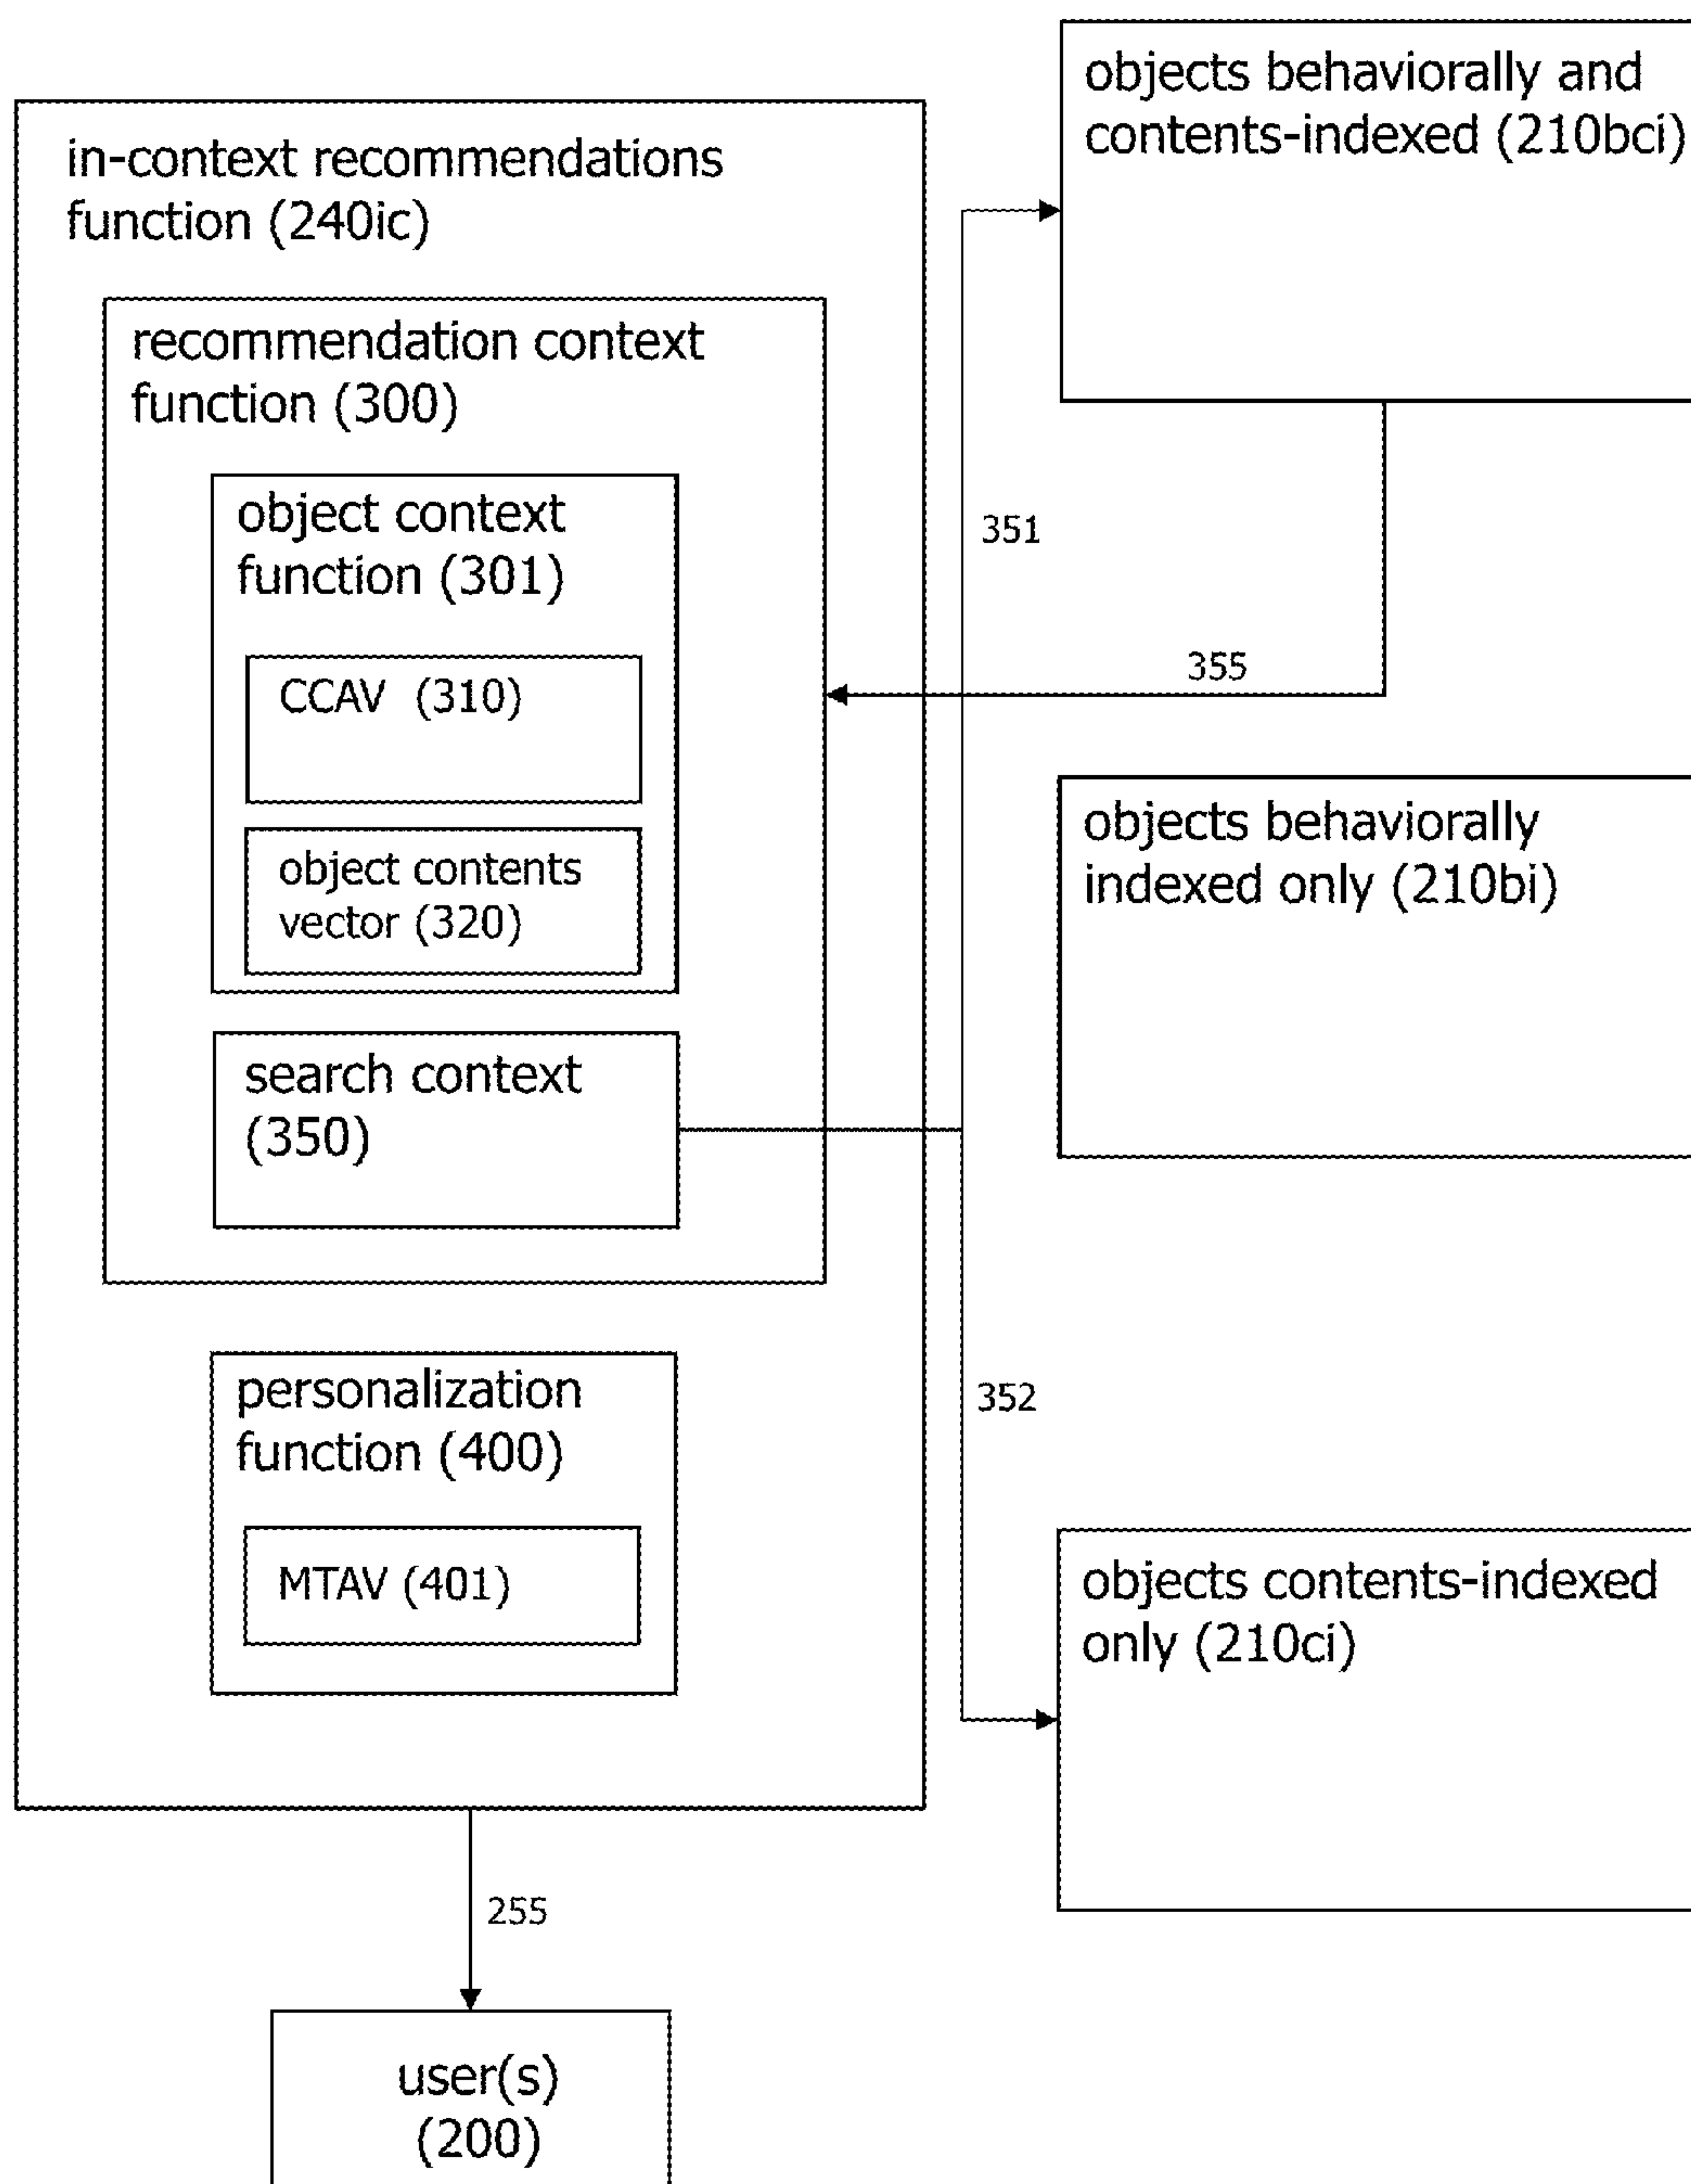 objects behaviorally and
contents-indexed (210bci)
in-context recommendations
function (240ic)
recommendation context
function (300)
object context
function (301)
351
355
CCAV (310)
objects behaviorally
indexed only (210bi)
object contents
vector (320)
search context
(350)
personalization
function (400)
352
MTAV (401)
objects contents-indexed
only (210ci)
255
user(s)
(200)